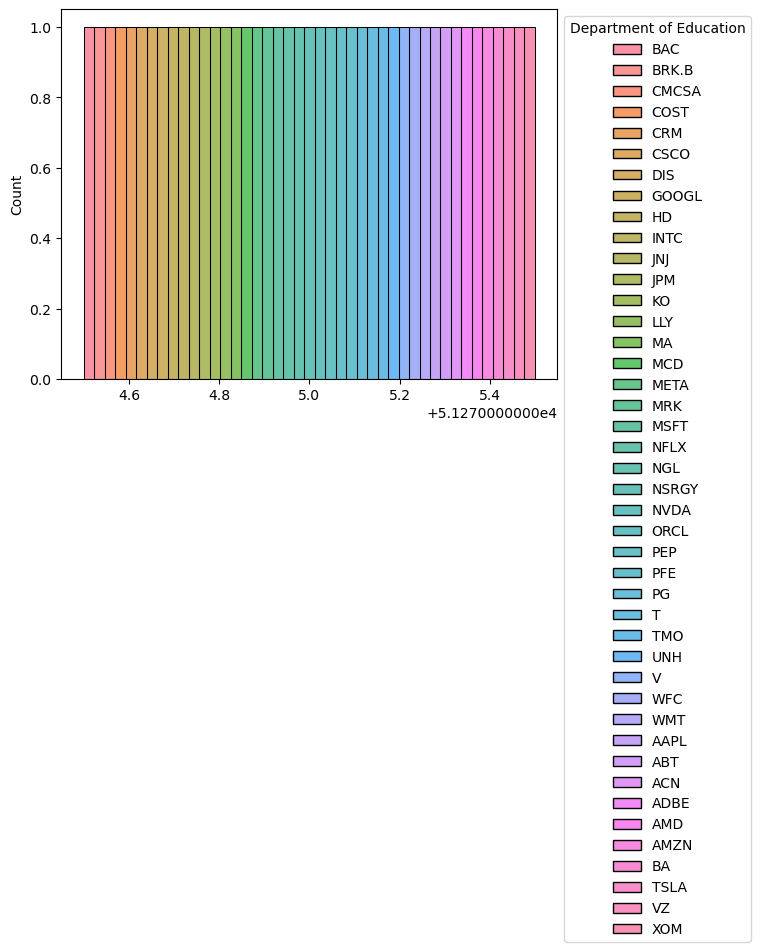 1.0
0.8
0.6
0.4
0.2
0.0
Count
4.6 4.8 5.0 5.2 5.4
+5.1270000000e4
Department of Education
BAC
BRK.B
CMCSA
COST
CRM
CSCO
DIS
GOOGL
HD
INTC
JNJ
JPM
KO
LLY
MA
MCD
META
MRK
MSFT
NFLX
NGL
NSRGY
NVDA
ORCL
PEP
PFE
PG
T
TMO
UNH
V
WFC
WMT
AAPL
ABT
ACN
ADBE
AMD
AMZN
BA
TSLA
VZ
XOM